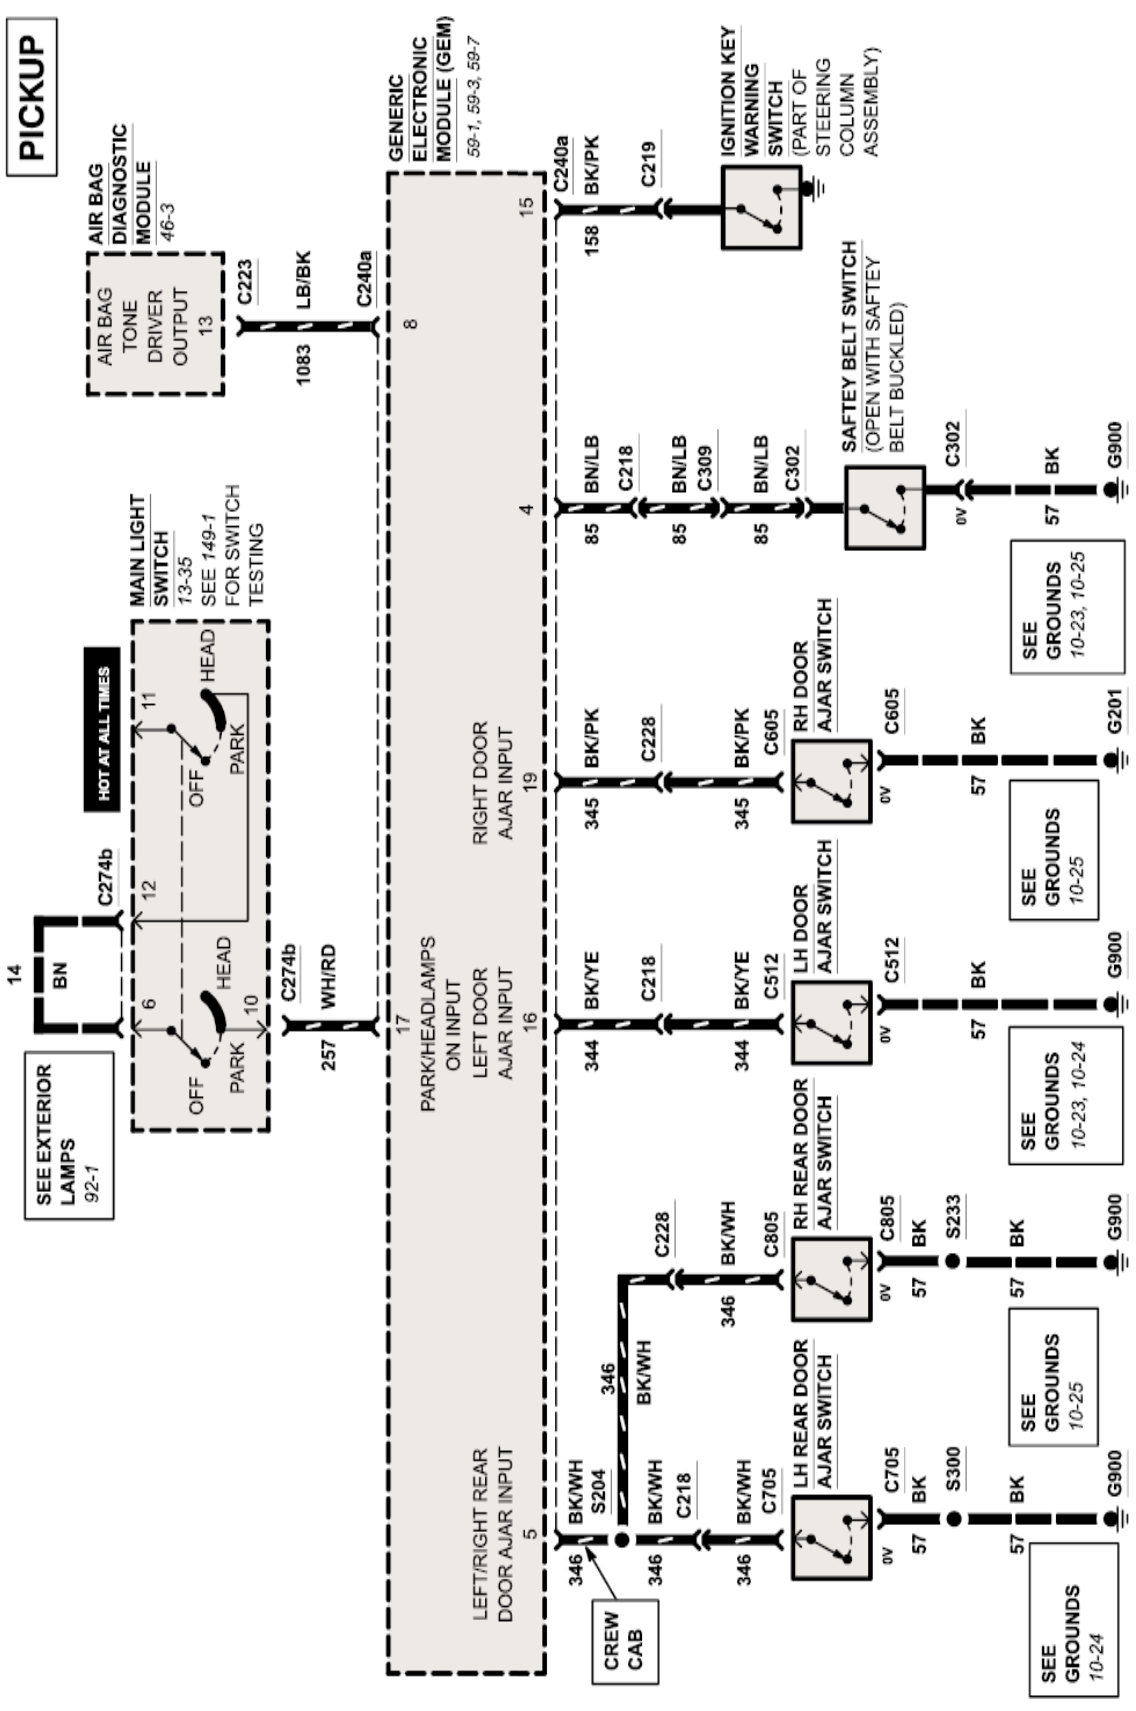 PICKUP
14
BN
SEE EXTERIOR
LAMPS
92-1
C274b
HOT AT ALL TIMES
6
12
11
OFF
HEAD
PARK
10
OFF
HEAD
PARK
MAIN LIGHT
SWITCH
13-35
SEE 149-1
FOR SWITCH
TESTING
AIR BAG
TONE
DRIVER
OUTPUT
13
AIR BAG
DIAGNOSTIC
MODULE
46-3
C223
1083
LB/BK
C240a
C274b
257
WH/RD
17
8
GENERIC
ELECTRONIC
MODULE (GEM)
59-1, 59-3, 59-7
PARK/HEADLAMPS
ON INPUT
LEFT/RIGHT REAR
DOOR AJAR INPUT
5
LEFT DOOR
AJAR INPUT
16
RIGHT DOOR
AJAR INPUT
19
4
15
C240a
346
BK/WH
S204
CREW
CAB
346
BK/WH
346
BK/WH
C218
346
BK/WH
C705
LH REAR DOOR
AJAR SWITCH
C705
0V
57
BK
S300
57
BK
G900
SEE
GROUNDS
10-24
C228
346
BK/WH
C805
RH REAR DOOR
AJAR SWITCH
C805
0V
57
BK
S233
57
BK
G900
SEE
GROUNDS
10-25
344
BK/YE
C218
344
BK/YE
C512
LH DOOR
AJAR SWITCH
C512
0V
57
BK
G900
SEE
GROUNDS
10-23, 10-24
345
BK/PK
C228
345
BK/PK
C605
RH DOOR
AJAR SWITCH
C605
0V
57
BK
G201
SEE
GROUNDS
10-25
85
BN/LB
C218
85
BN/LB
C309
85
BN/LB
C302
SAFTEY BELT SWITCH
(OPEN WITH SAFTEY
BELT BUCKLED)
C302
0V
57
BK
G900
SEE
GROUNDS
10-23, 10-25
158
BK/PK
C219
IGNITION KEY
WARNING
SWITCH
(PART OF
STEERING
COLUMN
ASSEMBLY)